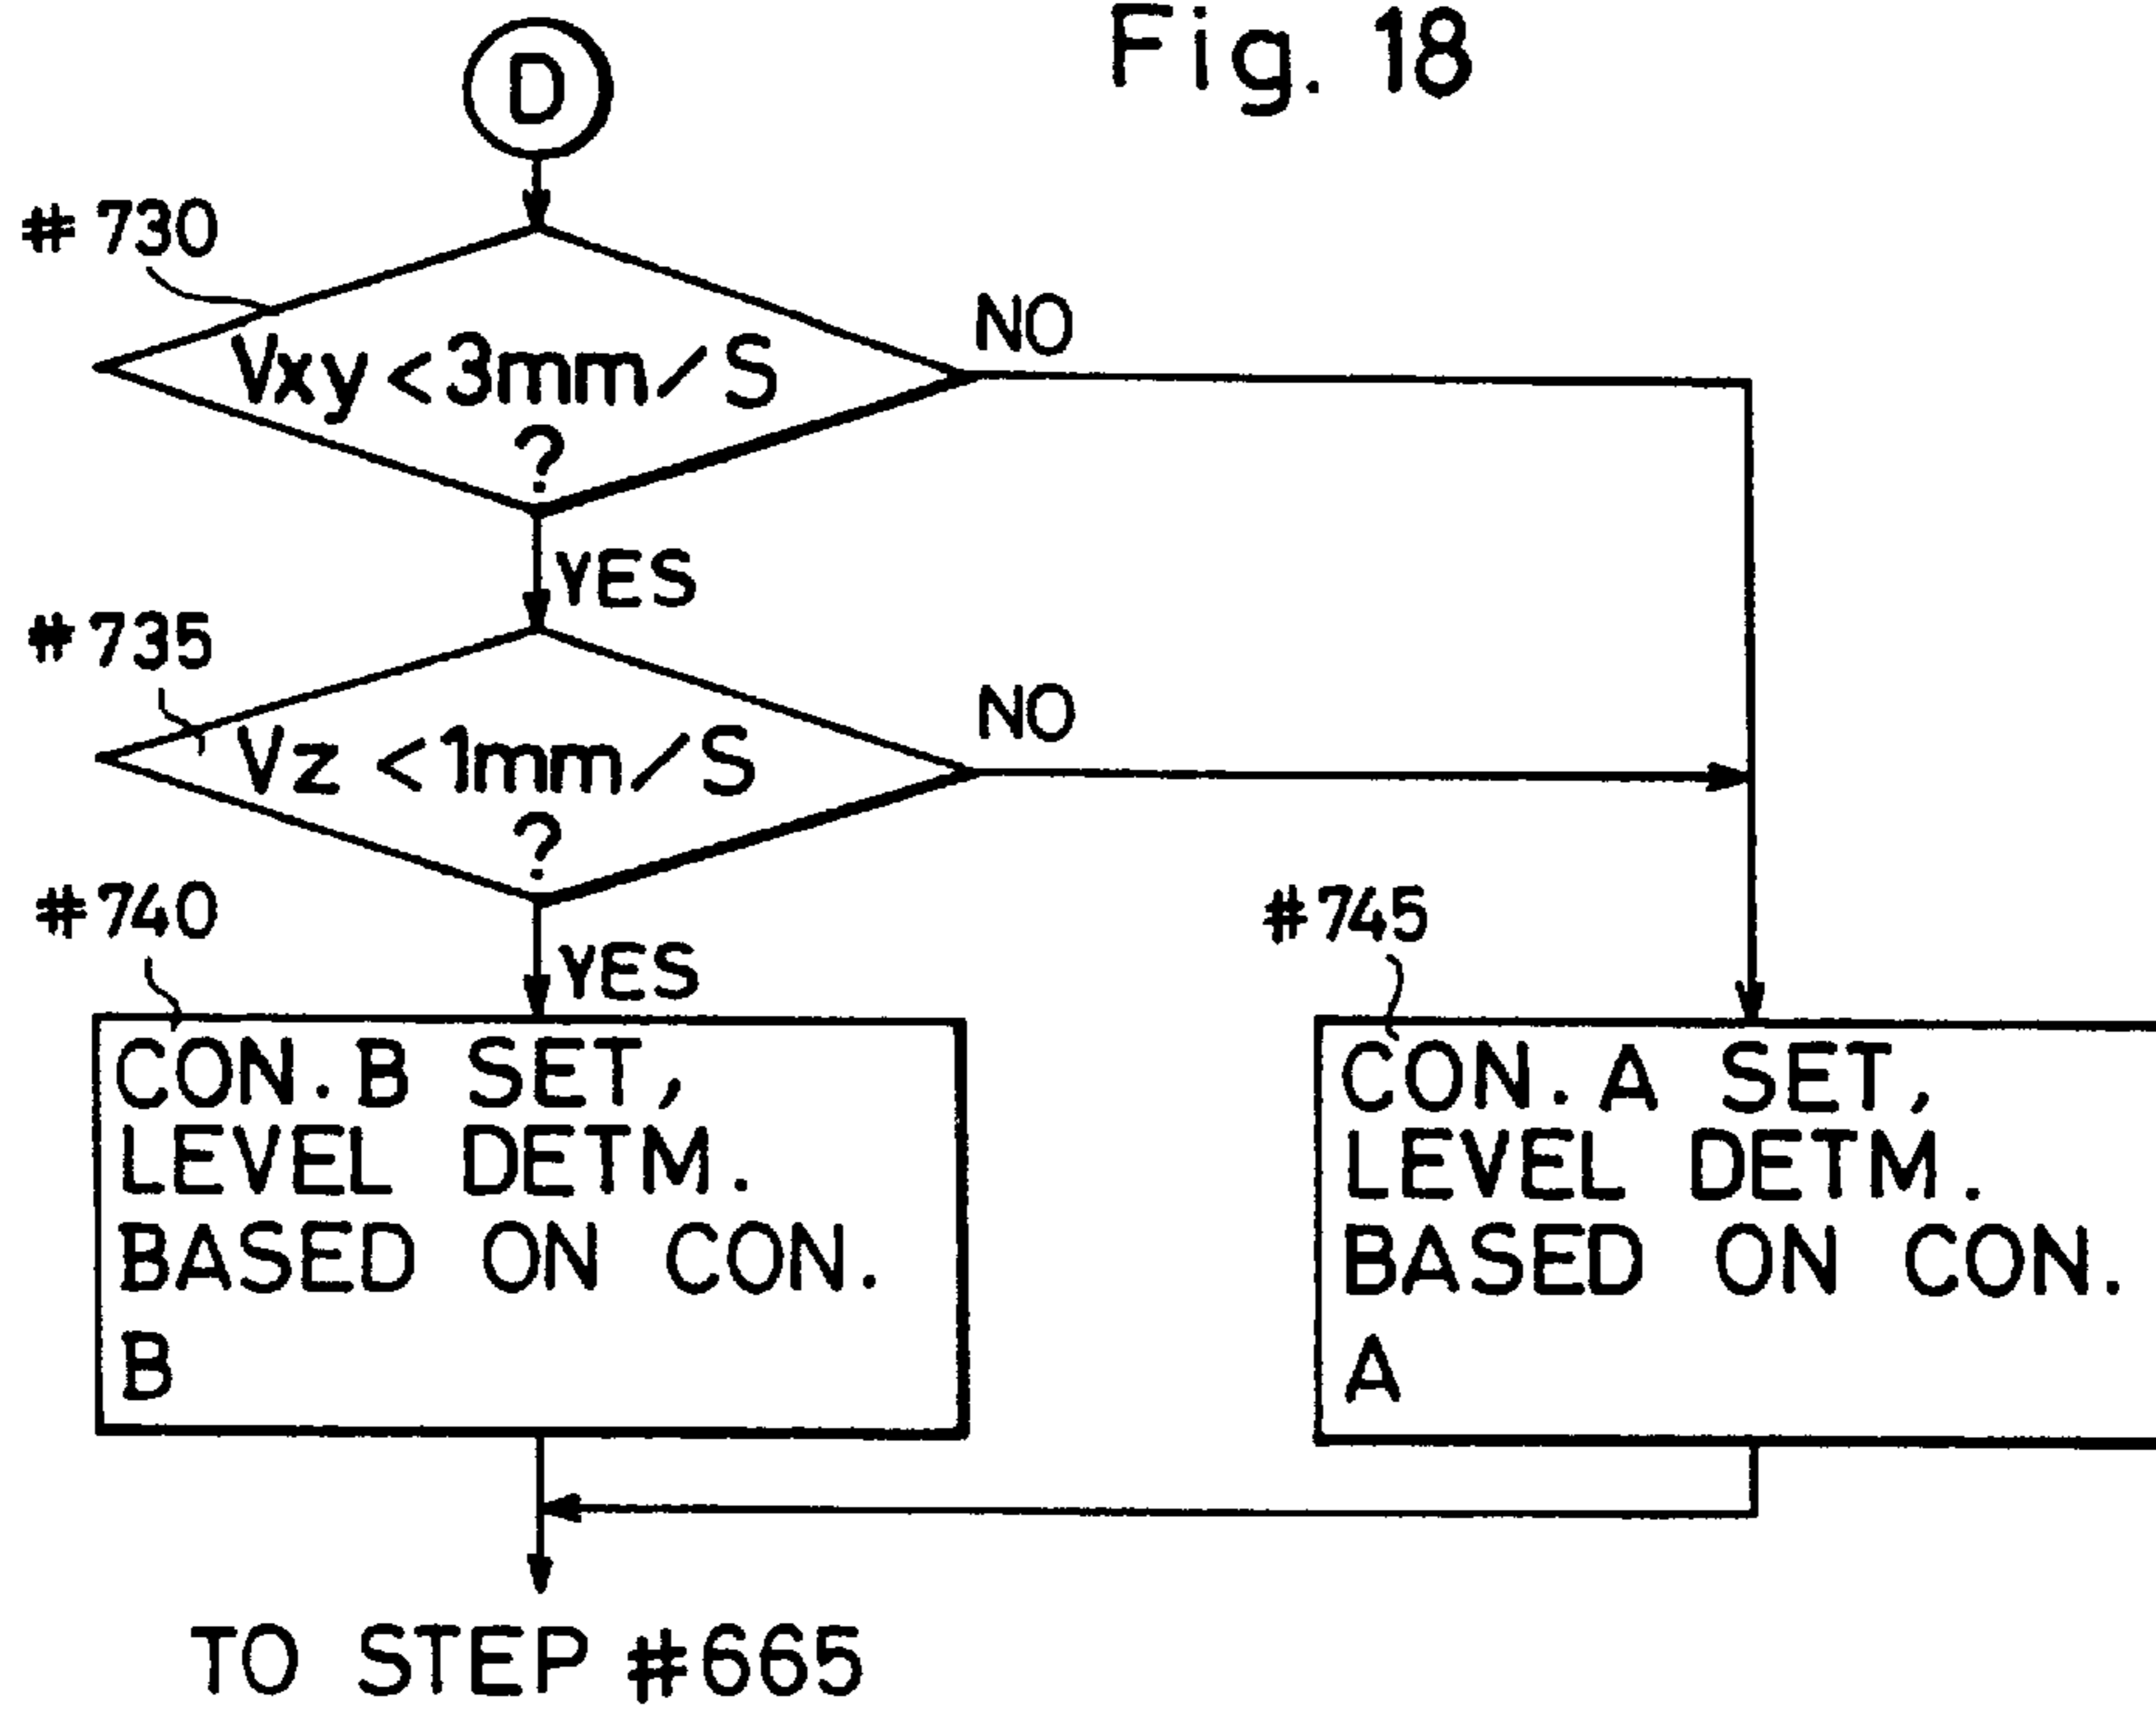 Fig. 18
D
#730
Vxy<3mm/S
?
NO
YES
#735
Vz <1mm/S
?
NO
YES
#740
CON.B SET,
LEVEL DETM.
BASED ON CON.
B
#745
CON.A SET,
LEVEL DETM.
BASED ON CON.
A
TO STEP #665